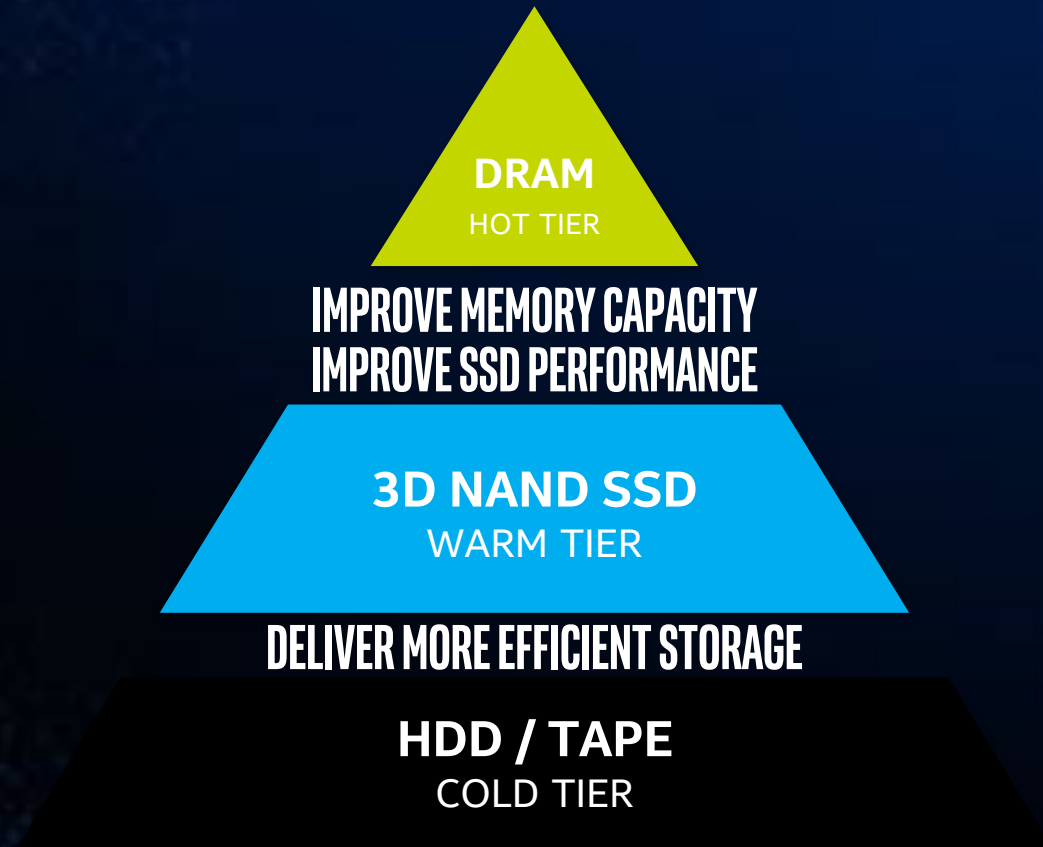 DRAM
HOT TIER
IMPROVE MEMORY CAPACITY
IMPROVE SSD PERFORMANCE
3D NAND SSD
WARM TIER
DELIVER MORE EFFICIENT STORAGE
HDD / TAPE
COLD TIER